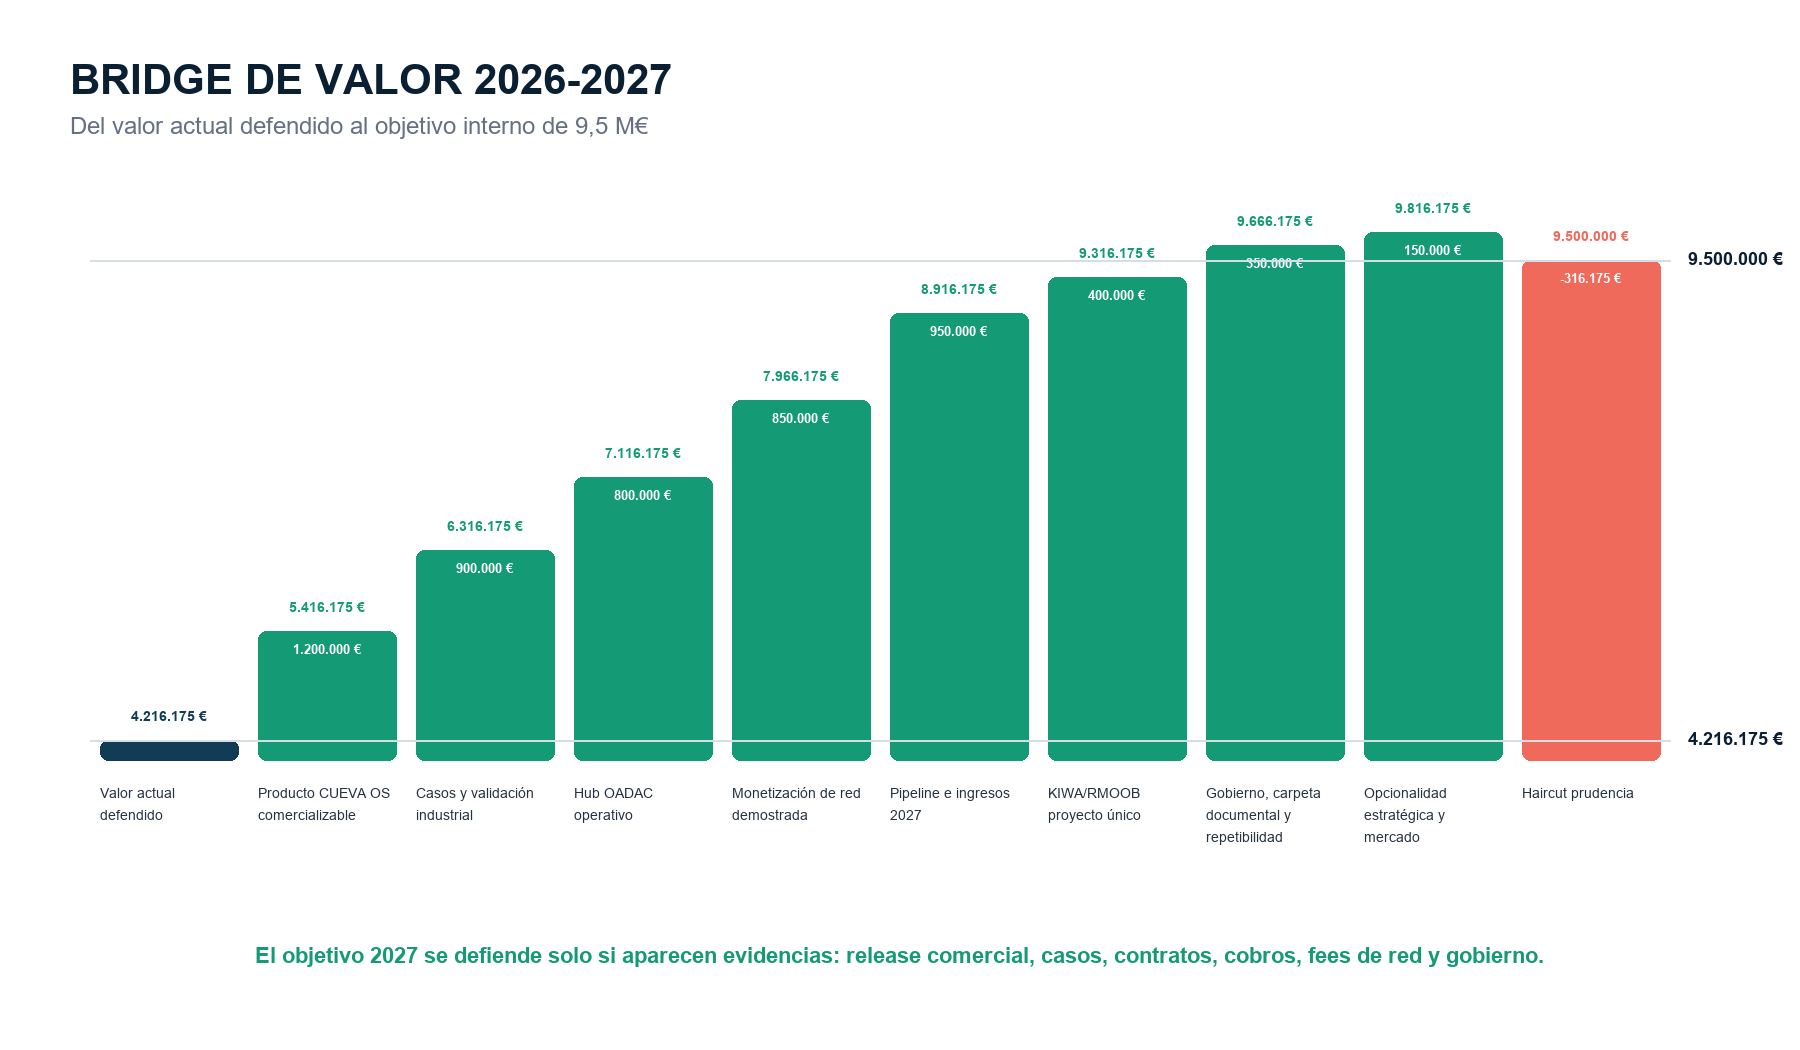 BRIDGE DE VALOR 2026-2027
Del valor actual defendido al objetivo interno de 9,5 M€
4.216.175 €
5.416.175 €
1.200.000 €
6.316.175 €
900.000 €
7.116.175 €
800.000 €
7.966.175 €
850.000 €
8.916.175 €
950.000 €
9.316.175 €
400.000 €
9.666.175 €
350.000 €
9.816.175 €
150.000 €
9.500.000 €
-316.175 €
9.500.000 €
4.216.175 €
Valor actual
defendido
Producto CUEVA OS
comercializable
Casos y validación
industrial
Hub OADAC
operativo
Monetización de red
demostrada
Pipeline e ingresos
2027
KIWA/RMOOB
proyecto único
Gobierno, carpeta
documental y
repetibilidad
Opcionalidad
estratégica y
mercado
Haircut prudencia
El objetivo 2027 se defiende solo si aparecen evidencias: release comercial, casos, contratos, cobros, fees de red y gobierno.